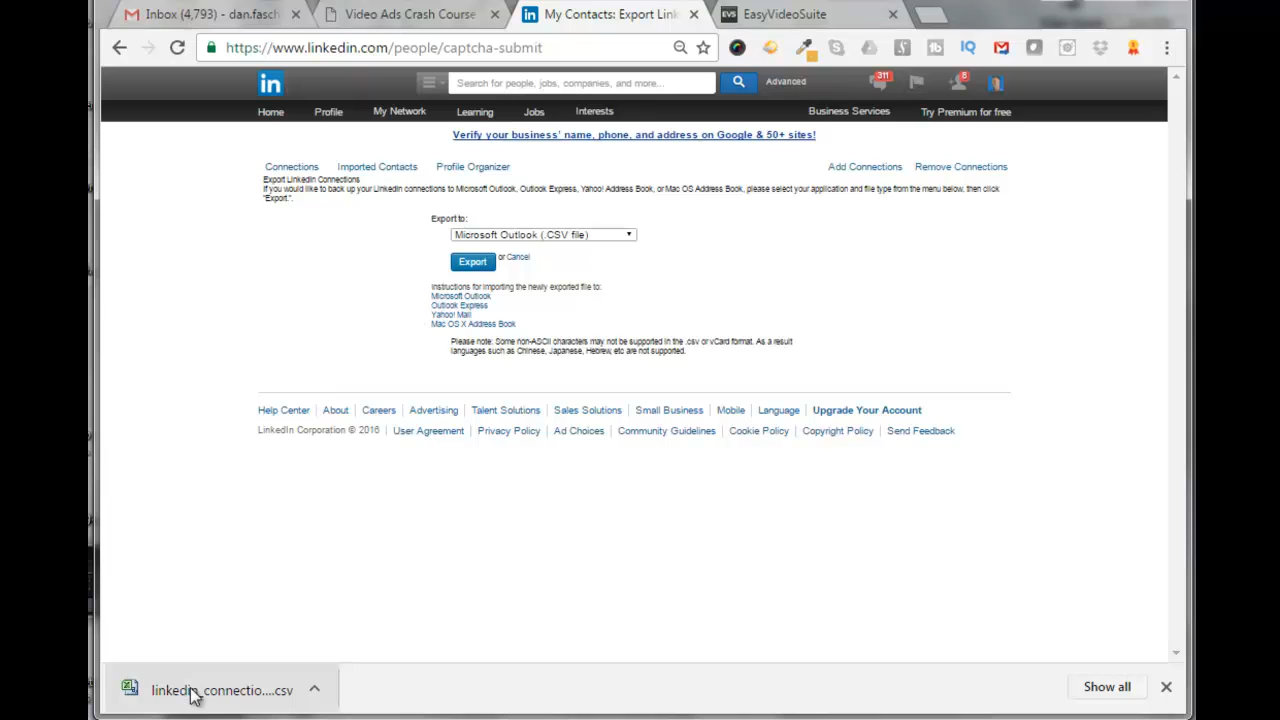 Inbox (4,793) - dan.fasch
Video Ads Crash Course
in My Contacts: Export Link
EVS EasyVideoSuite
https://www.linkedin.com/people/captcha-submit
in
Search for people, jobs, companies, and more...
Advanced
311
8
Home Profile My Network Learning Jobs Interests Business Services Try Premium for free
Verify your business' name, phone, and address on Google & 50+ sites!
Connections Imported Contacts Profile Organizer Add Connections Remove Connections
Export LinkedIn Connections
If you would like to back up your LinkedIn connections to Microsoft Outlook, Outlook Express, Yahoo! Address Book, or Mac OS Address Book, please select your application and file type from the menu below, then click
"Export.".
Export to:
Microsoft Outlook (.CSV file)
Export or Cancel
Instructions for importing the newly exported file to:
Microsoft Outlook
Outlook Express
Yahoo! Mail
Mac OS X Address Book
Please note: Some non-ASCII characters may not be supported in the .csv or vCard format. As a result
languages such as Chinese, Japanese, Hebrew, etc are not supported.
Help Center About Careers Advertising Talent Solutions Sales Solutions Small Business Mobile Language Upgrade Your Account
LinkedIn Corporation © 2016 User Agreement Privacy Policy Ad Choices Community Guidelines Cookie Policy Copyright Policy Send Feedback
linkedin_connectio....csv
Show all